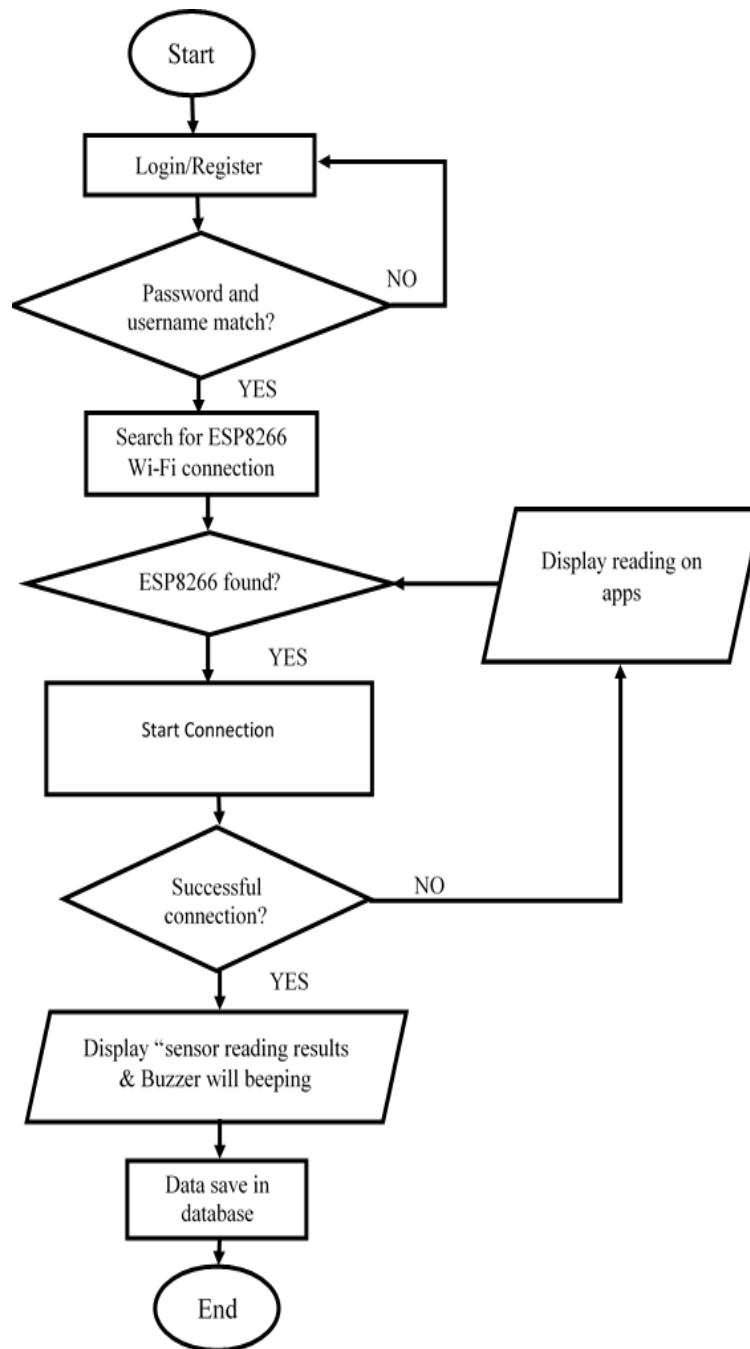 Start
Login/Register
Password and
username match?
NO
YES
Search for ESP8266
Wi-Fi connection
ESP8266 found?
Display reading on
apps
YES
Start Connection
Successful
connection?
NO
YES
Display “sensor reading results
& Buzzer will beeping
Data save in
database
End